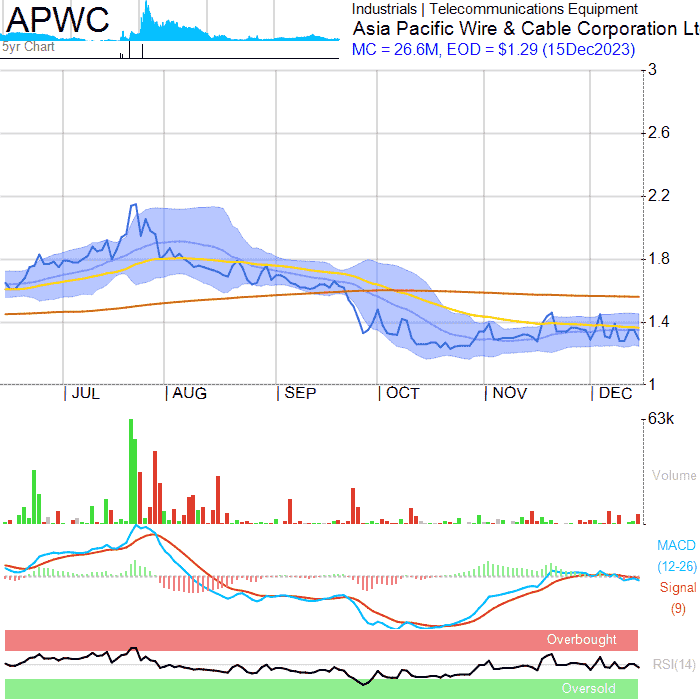 APWC
5yr Chart
Industrials | Telecommunications Equipment
Asia Pacific Wire & Cable Corporation Lt
MC = 26.6M, EOD = $1.29 (15Dec2023)
3
2.6
2.2
1.8
1.4
1
JUL
AUG
SEP
OCT
NOV
DEC
63k
Volume
MACD
(12-26)
Signal
(9)
Overbought
RSI(14)
Oversold